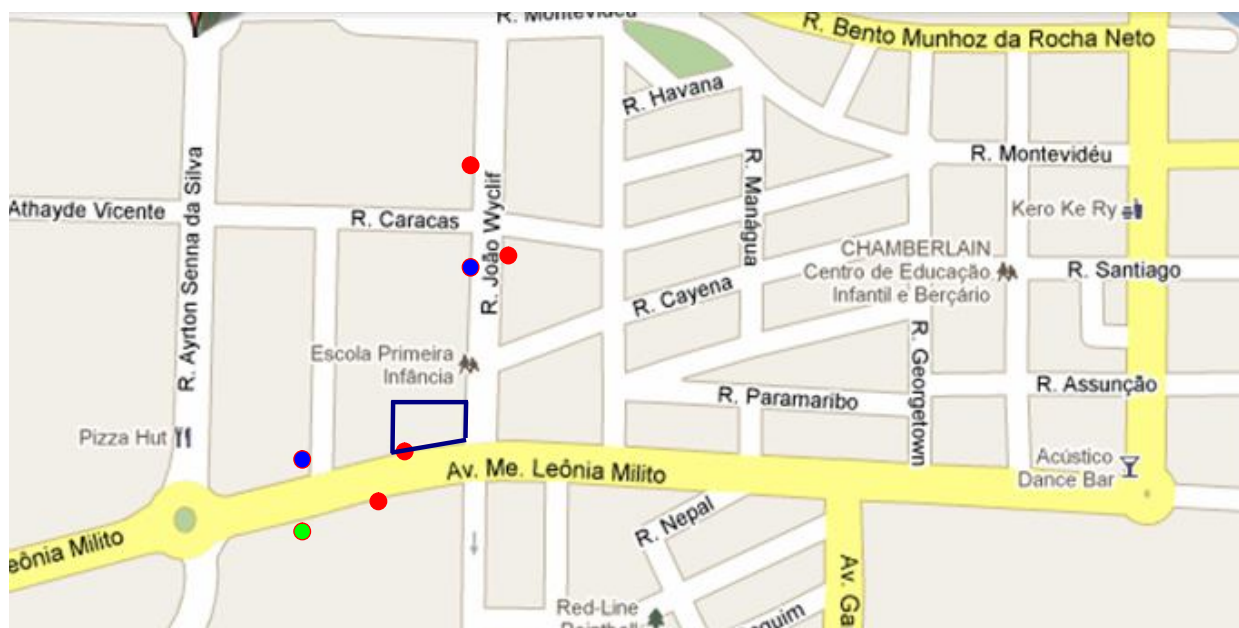 R. Montevidéu
R. Bento Munhoz da Rocha Neto
R. Havana
R. Montevidéu
R. Ayrton Senna da Silva
R. João Wyclif
R. Manágua
Athayde Vicente
R. Caracas
Kero Ke Ry
CHAMBERLAIN
Centro de Educação
Infantil e Berçário
R. Santiago
R. Cayena
Escola Primeira
Infância
R. Georgetown
R. Assunção
R. Paramaribo
Pizza Hut
Av. Me. Leônia Milito
Acústico
Dance Bar
R. Nepal
eônia Milito
Av. Ga
Red-Line